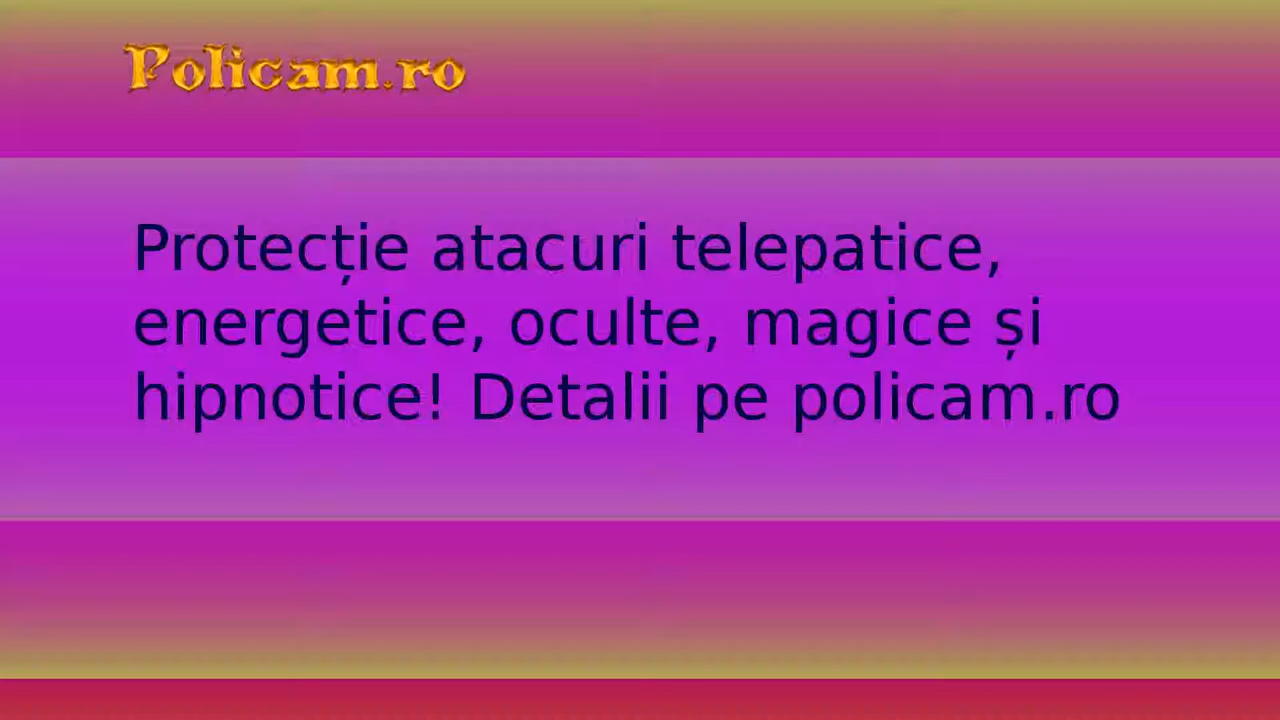 Policam.ro
Protecție atacuri telepatice,
energetice, oculte, magice și
hipnotice! Detalii pe policam.ro